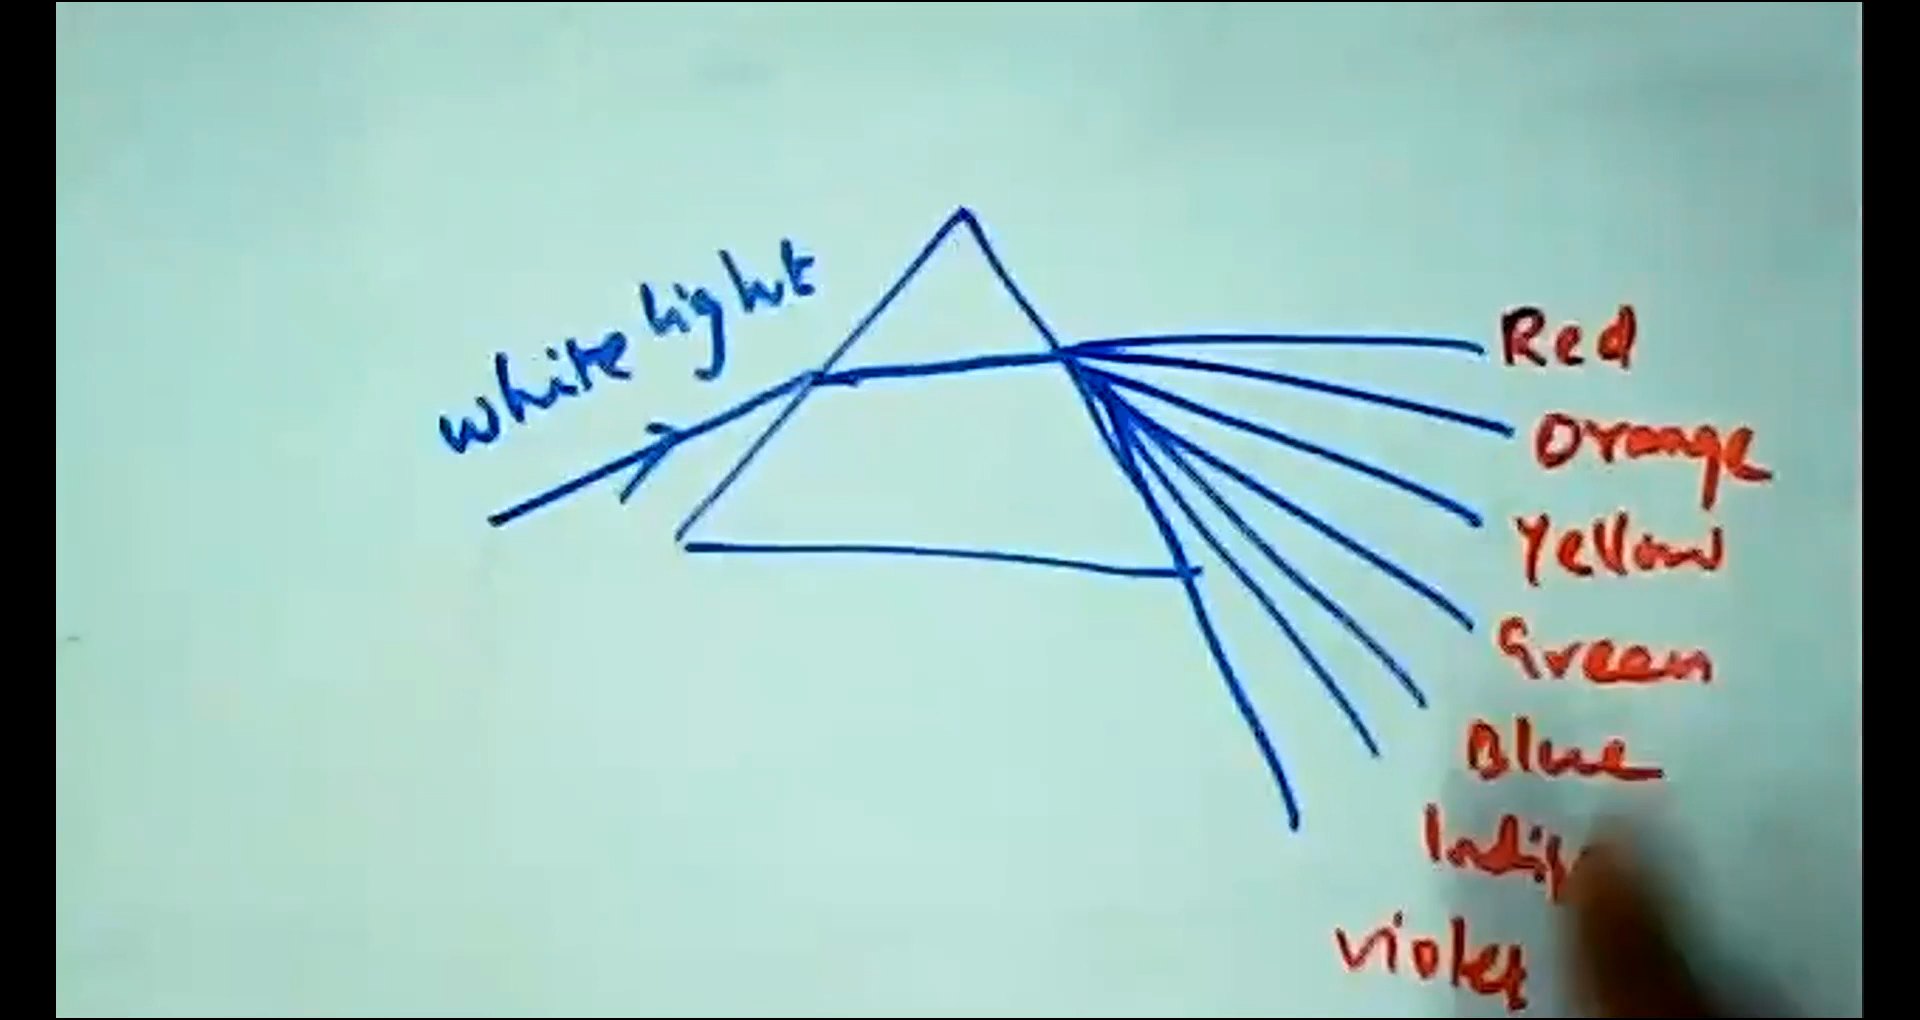 white light
Red
Orange
Yellow
Green
Blue
violet